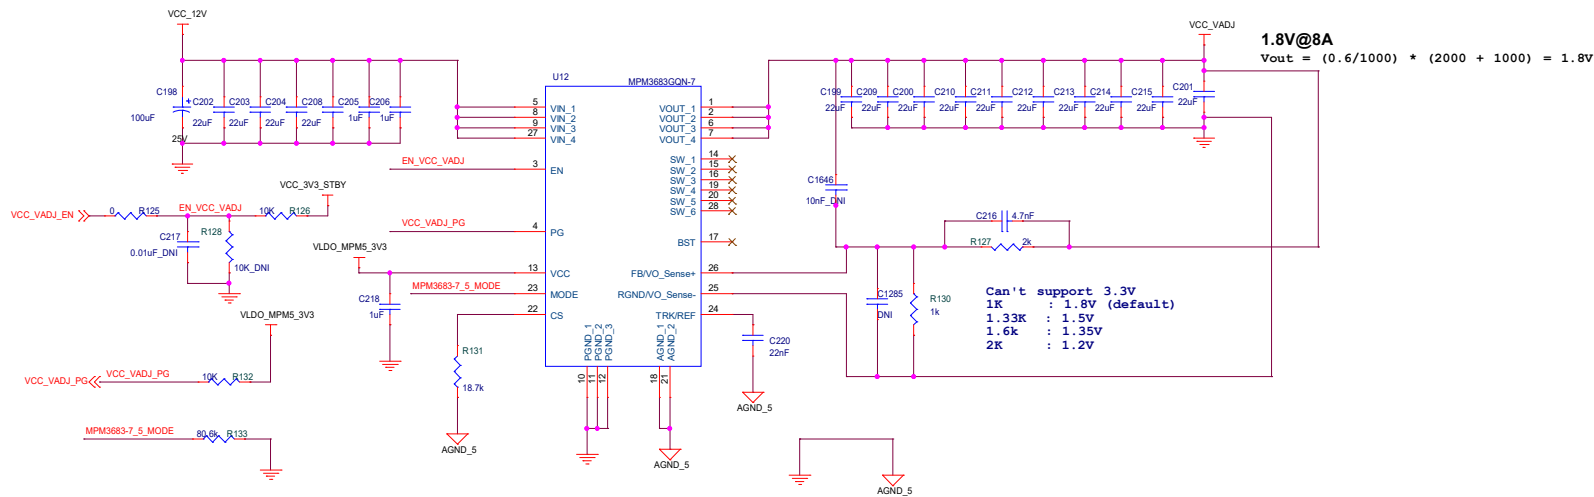 VCC_12V
VCC_VADJ
1.8V@8A
Vout = (0.6/1000) * (2000 + 1000) = 1.8V
U12
MPM3683GQN-7
C198
100uF
25V
C202
22uF
C203
22uF
C204
22uF
C208
22uF
C205
1uF
C206
1uF
5 VIN_1
8 VIN_2
9 VIN_3
27 VIN_4
VOUT_1 1
VOUT_2 2
VOUT_3 6
VOUT_4 7
C199
22uF
C209
22uF
C200
22uF
C210
22uF
C211
22uF
C212
22uF
C213
22uF
C214
22uF
C215
22uF
C201
22uF
EN_VCC_VADJ
3 EN
SW_1 14
SW_2 15
SW_3 16
SW_4 19
SW_5 20
SW_6 28
C1646
10nF_DNI
VCC_3V3_STBY
VCC_VADJ_EN
0 R125
EN_VCC_VADJ
10K R126
C217
0.01uF_DNI
R128
10K_DNI
VCC_VADJ_PG
4 PG
BST 17
C216 4.7nF
R127 2k
VLDO_MPM5_3V3
13 VCC
FB/VO_Sense+ 26
MPM3683-7_5_MODE
23 MODE
RGND/VO_Sense- 25
22 CS
TRK/REF 24
C218
1uF
C1285
DNI
R130
1k
Can't support 3.3V
1K : 1.8V (default)
1.33K : 1.5V
1.6k : 1.35V
2K : 1.2V
VLDO_MPM5_3V3
R131
18.7k
PGND_1
PGND_2
PGND_3
AGND_1
AGND_2
10
11
12
18
21
C220
22nF
VCC_VADJ_PG
VCC_VADJ_PG
10K R132
AGND_5
MPM3683-7_5_MODE
80.6k R133
AGND_5
AGND_5
AGND_5